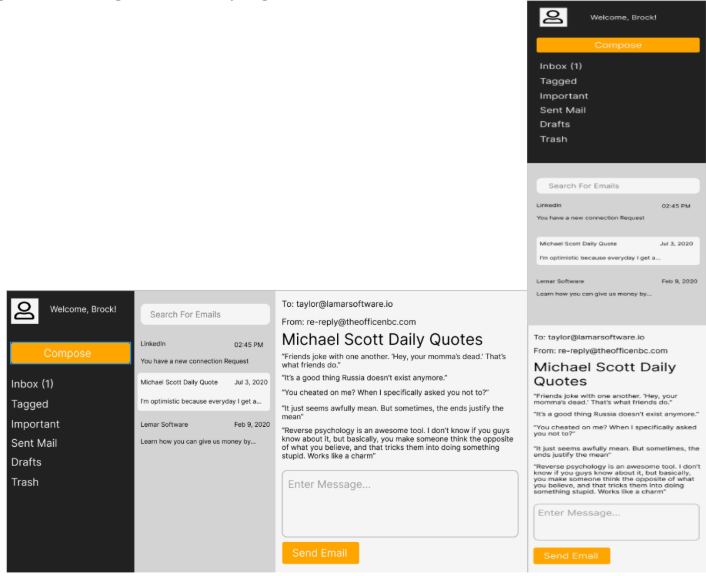 Welcome, Brock!
Compose
Inbox (1)
Tagged
Important
Sent Mail
Drafts
Trash
Search For Emails
LinkedIn 02:45 PM
You have a new connection Request
Michael Scott Daily Quote Jul 3, 2020
I'm optimistic because everyday I get a...
Lemar Software Feb 9, 2020
Learn how you can give us money by...
To: taylor@lamarsoftware.io
From: re-reply@theofficenbc.com
Michael Scott Daily Quotes
"Friends joke with one another. 'Hey, your momma's dead.' That's
what friends do."
"It's a good thing Russia doesn't exist anymore."
"You cheated on me? When I specifically asked you not to?"
"It just seems awfully mean. But sometimes, the ends justify the
mean"
"Reverse psychology is an awesome tool. I don't know if you guys
know about it, but basically, you make someone think the opposite
of what you believe, and that tricks them into doing something
stupid. Works like a charm"
Enter Message...
Send Email
Welcome, Brock!
Compose
Inbox (1)
Tagged
Important
Sent Mail
Drafts
Trash
Search For Emails
LinkedIn 02:45 PM
You have a new connection Request
Michael Scott Daily Quote Jul 3, 2020
I'm optimistic because everyday I get a...
Lemar Software Feb 9, 2020
Learn how you can give us money by...
To: taylor@lamarsoftware.io
From: re-reply@theofficenbc.com
Michael Scott Daily
Quotes
"Friends joke with one another. 'Hey, your
momma's dead.' That's what friends do."
"It's a good thing Russia doesn't exist anymore."
"You cheated on me? When I specifically asked
you not to?"
"It just seems awfully mean. But sometimes, the
ends justify the mean"
"Reverse psychology is an awesome tool. I don't
know if you guys know about it, but basically,
you make someone think the opposite of what
you believe, and that tricks them into doing
something stupid. Works like a charm"
Enter Message...
Send Email